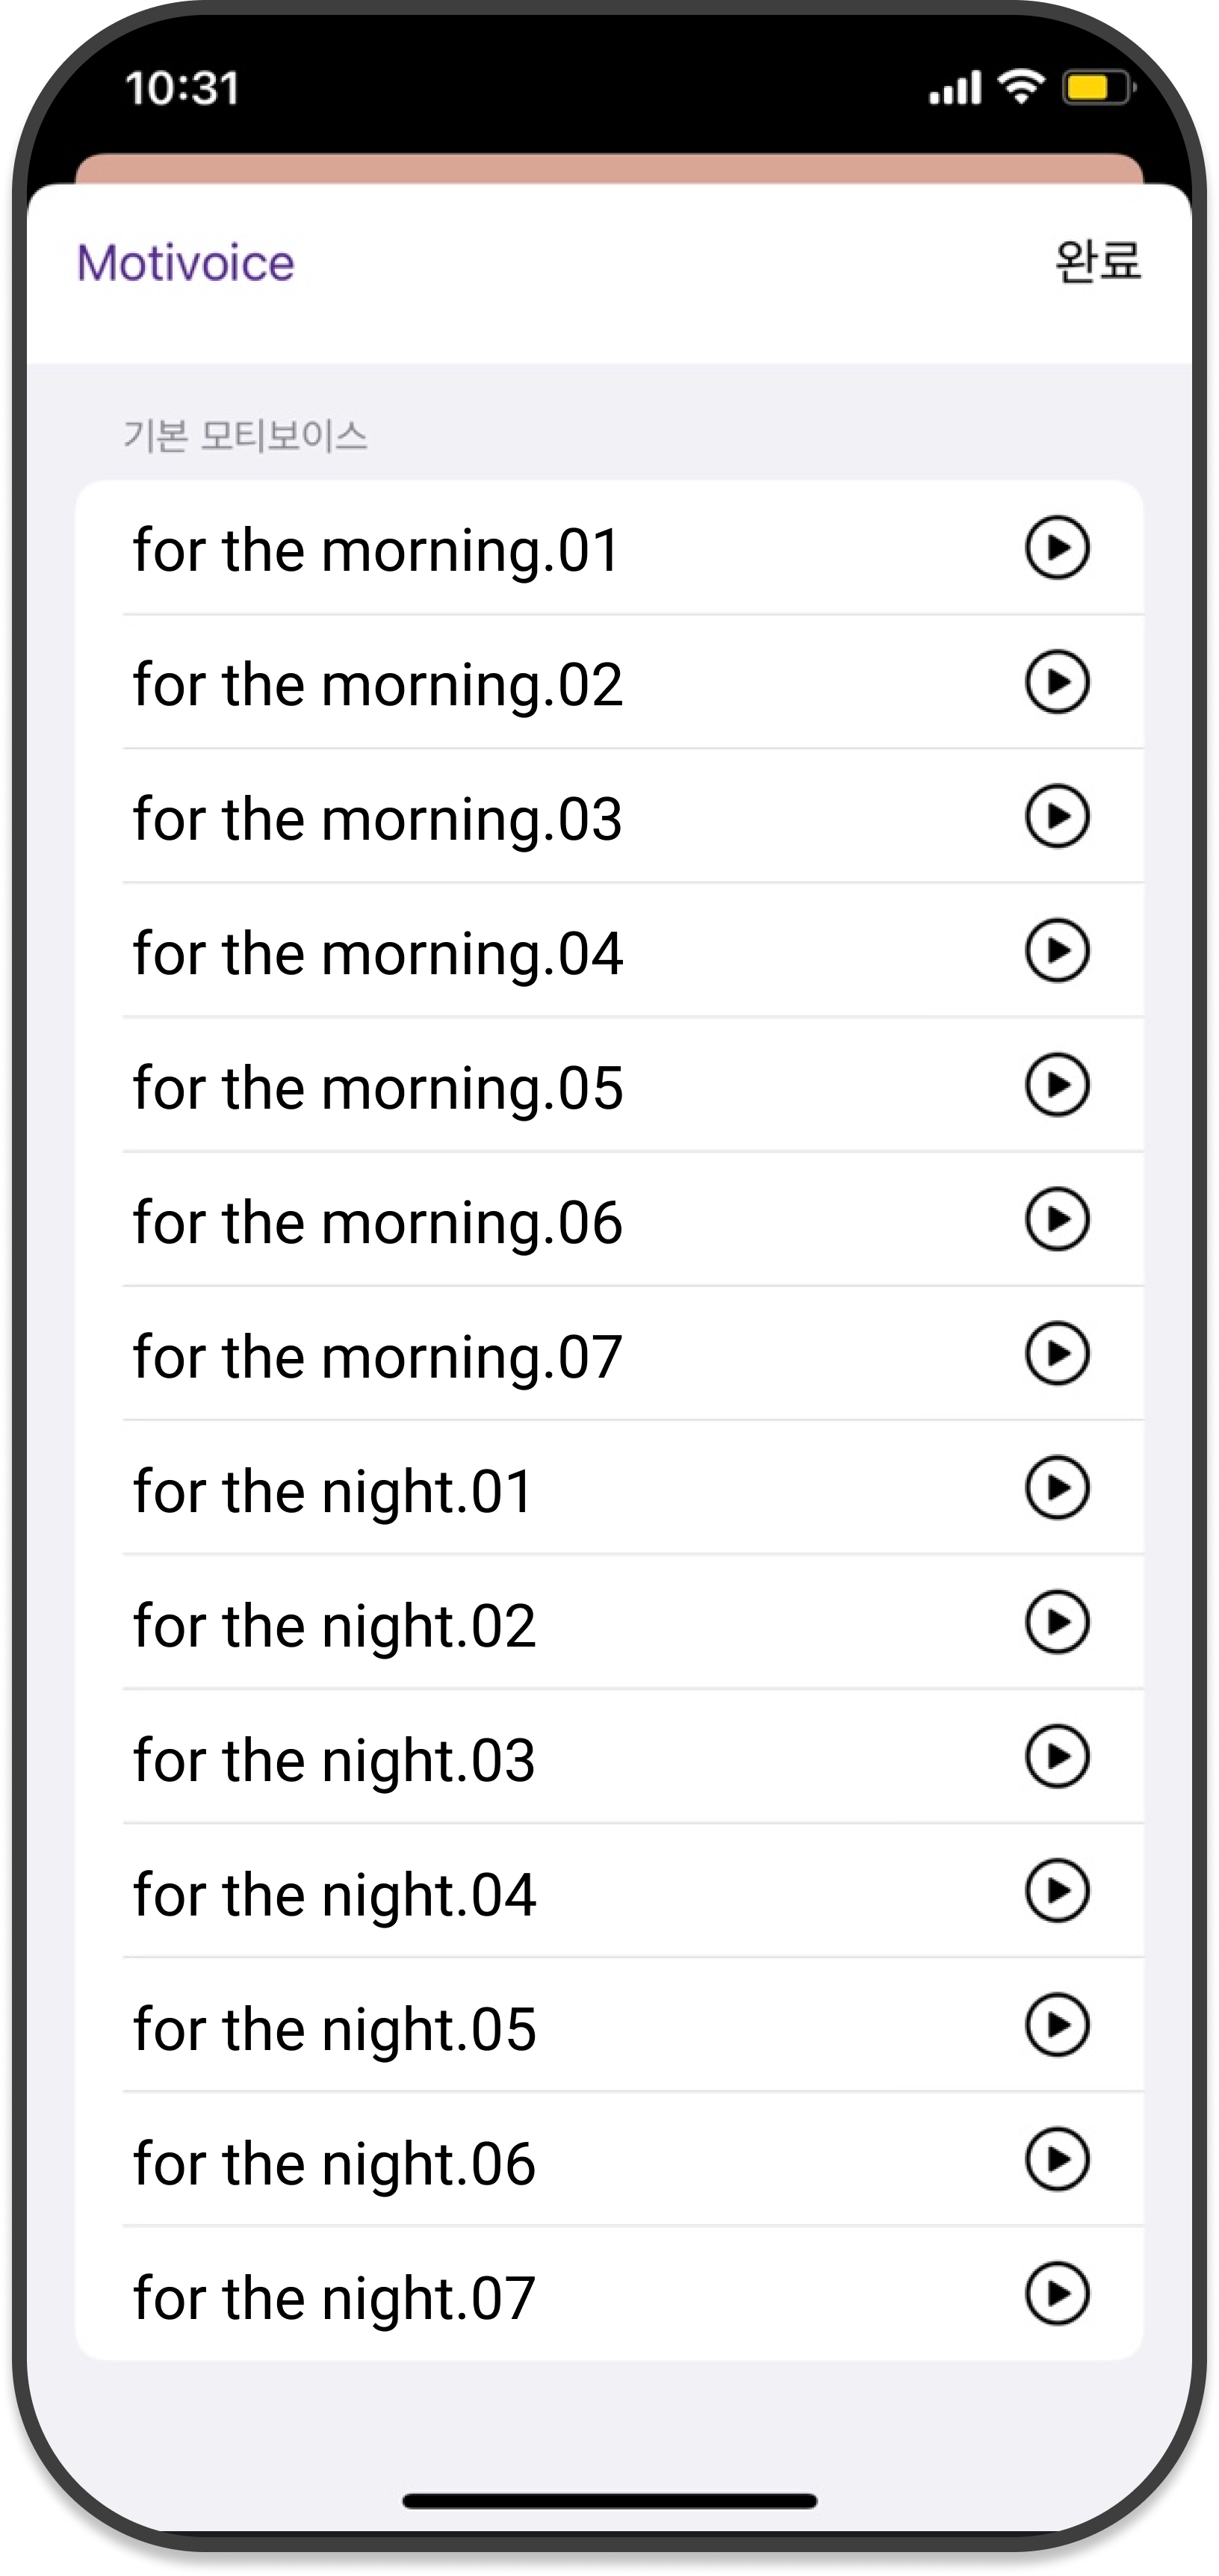 10:31
Motivoice 완료
기본 모티보이스
for the morning.01
for the morning.02
for the morning.03
for the morning.04
for the morning.05
for the morning.06
for the morning.07
for the night.01
for the night.02
for the night.03
for the night.04
for the night.05
for the night.06
for the night.07